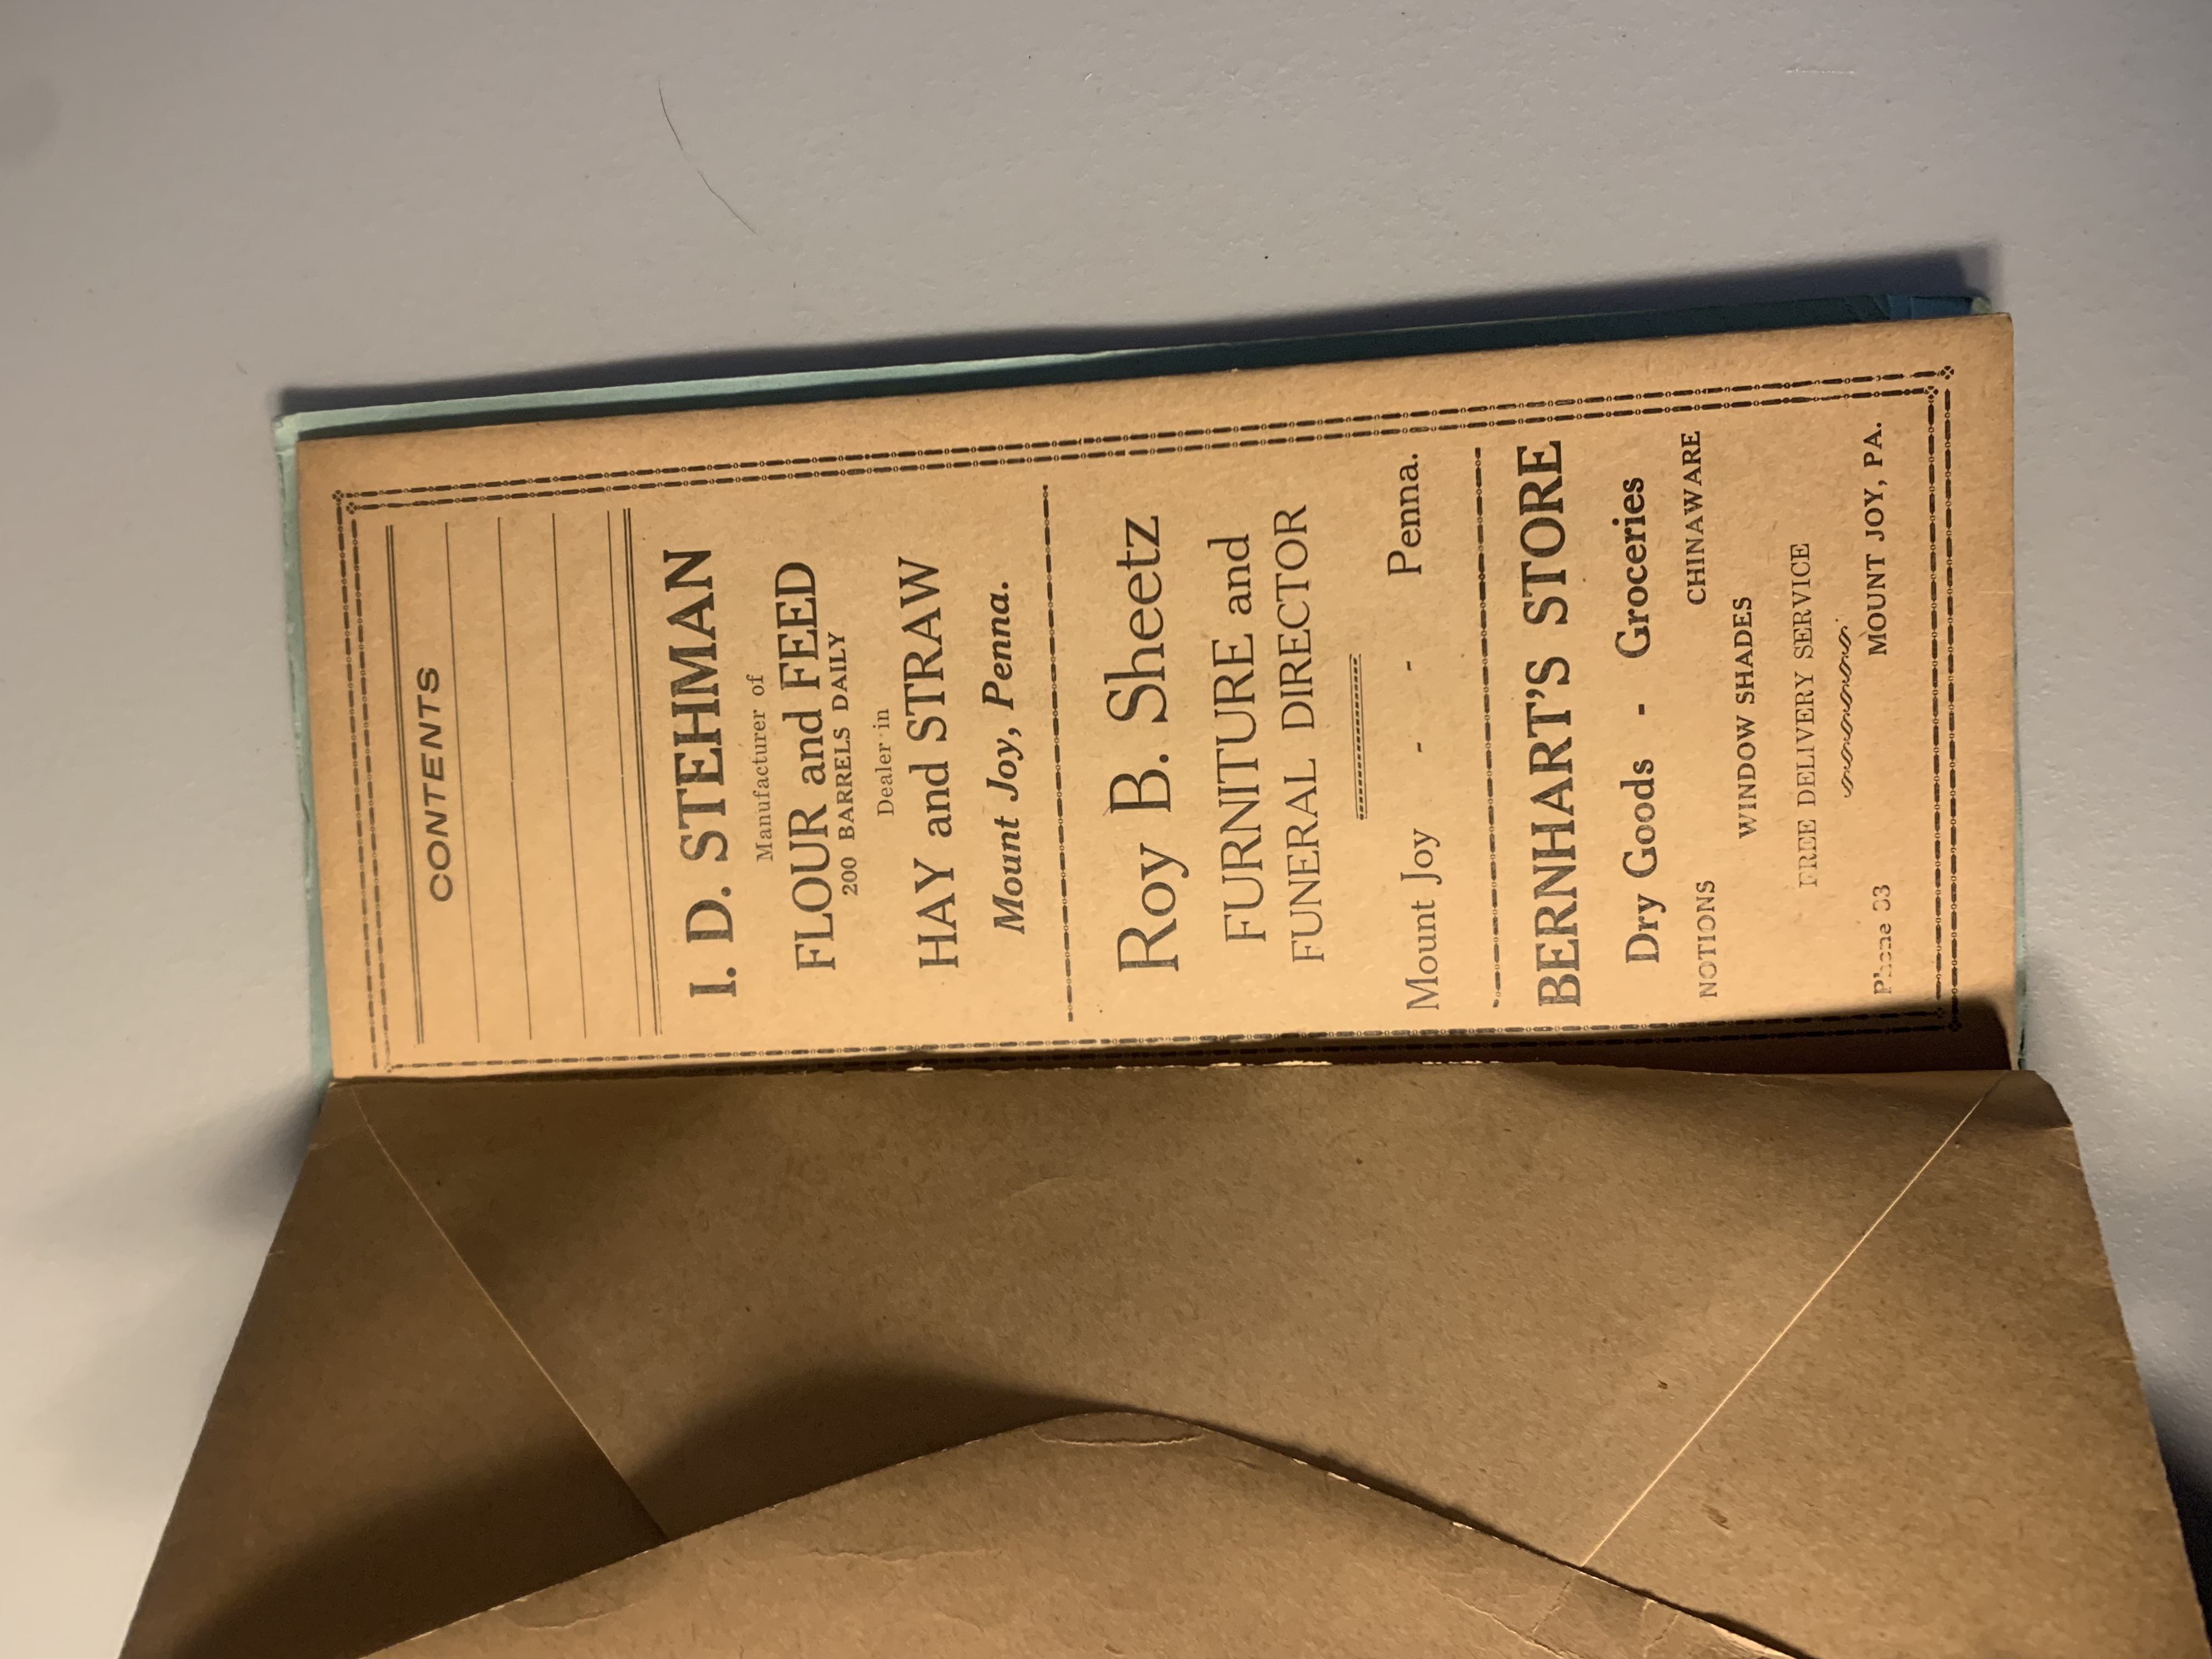 CONTENTS
I. D. STEHMAN
Manufacturer of
FLOUR and FEED
200 BARRELS DAILY
Dealer in
HAY and STRAW
Mount Joy, Penna.
Roy B. Sheetz
FURNITURE and
FUNERAL DIRECTOR
Mount Joy - - Penna.
BERNHART'S STORE
Dry Goods - Groceries
NOTIONS CHINAWARE
WINDOW SHADES
FREE DELIVERY SERVICE
Phone 33 MOUNT JOY, PA.